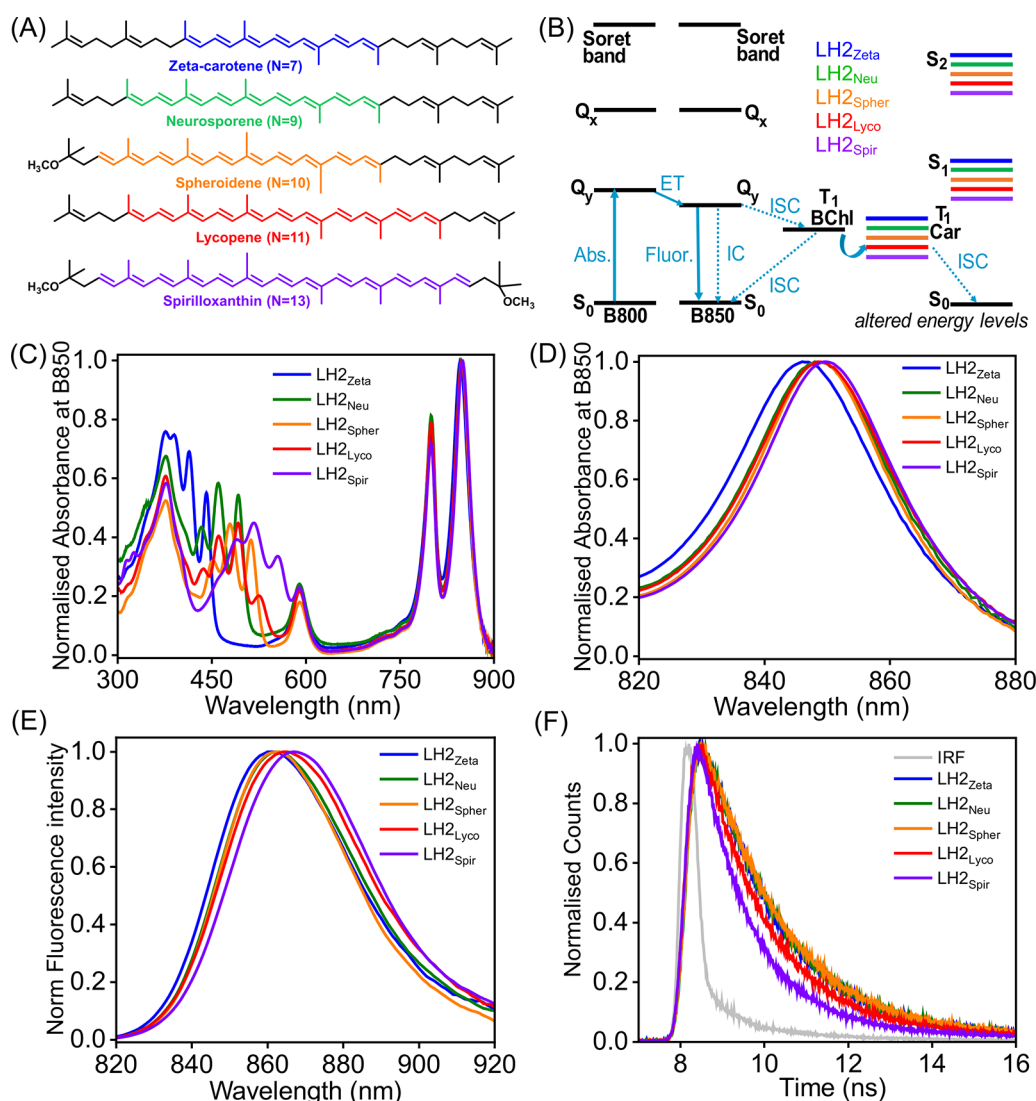 (A)
Zeta-carotene (N=7)
Neurosporene (N=9)
H₃CO
Spheroidene (N=10)
Lycopene (N=11)
H₃CO
Spirilloxanthin (N=13)
OCH₃
(B)
Soret
band
Soret
band
LH2Zeta
LH2Neu
LH2Spher
LH2Lyco
LH2Spir
S₂
Qx
Qx
S₁
Qy
ET
Qy
ISC
T₁
BChl
T₁
Car
Abs.
Fluor.
IC
ISC
ISC
S₀
B800
B850
S₀
S₀
altered energy levels
(C)
Normalised Absorbance at B850
1.0
0.8
0.6
0.4
0.2
0.0
LH2Zeta
LH2Neu
LH2Spher
LH2Lyco
LH2Spir
300 450 600 750 900
Wavelength (nm)
(D)
Normalised Absorbance at B850
1.0
0.8
0.6
0.4
0.2
0.0
LH2Zeta
LH2Neu
LH2Spher
LH2Lyco
LH2Spir
820 840 860 880
Wavelength (nm)
(E)
Norm Fluorescence intensity
1.0
0.8
0.6
0.4
0.2
0.0
LH2Zeta
LH2Neu
LH2Spher
LH2Lyco
LH2Spir
820 840 860 880 900 920
Wavelength (nm)
(F)
Normalised Counts
1.0
0.8
0.6
0.4
0.2
0.0
IRF
LH2Zeta
LH2Neu
LH2Spher
LH2Lyco
LH2Spir
8 10 12 14 16
Time (ns)